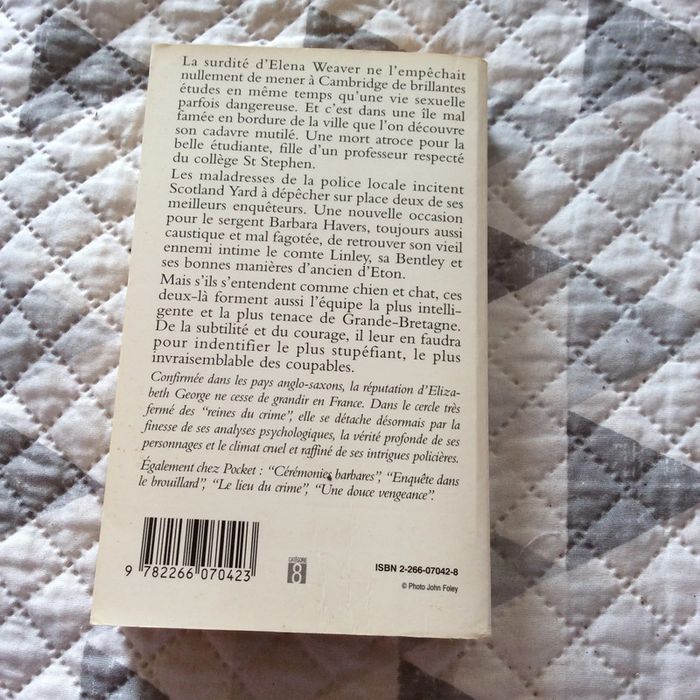 La surdité d'Elena Weaver ne l'empêchait
nullement de mener à Cambridge de brillantes
études en même temps qu'une vie sexuelle
parfois dangereuse. Et c'est dans une île mal
famée en bordure de la ville que l'on découvre
son cadavre mutilé. Une mort atroce pour la
belle étudiante, fille d'un professeur respecté
du collège St Stephen.
Les maladresses de la police locale incitent
Scotland Yard à dépêcher sur place deux de ses
meilleurs enquêteurs. Une nouvelle occasion
pour le sergent Barbara Havers, toujours aussi
caustique et mal fagotée, de retrouver son vieil
ennemi intime le comte Linley, sa Bentley et
ses bonnes manières d'ancien d'Eton.
Mais s'ils s'entendent comme chien et chat, ces
deux-là forment aussi l'équipe la plus intelli-
gente et la plus tenace de Grande-Bretagne.
De la subtilité et du courage, il leur en faudra
pour indentifier le plus stupéfiant, le plus
invraisemblable des coupables.
Confirmée dans les pays anglo-saxons, la réputation d'Eliza-
beth George ne cesse de grandir en France. Dans le cercle très
fermé des "reines du crime", elle se détache désormais par la
finesse de ses analyses psychologiques, la vérité profonde de ses
personnages et le climat cruel et raffiné de ses intrigues policières.
Également chez Pocket : "Cérémonies barbares", "Enquête dans
le brouillard", "Le lieu du crime", "Une douce vengeance".
CATÉGORIE
8
ISBN 2-266-07042-8
© Photo John Foley
9 782266 070423